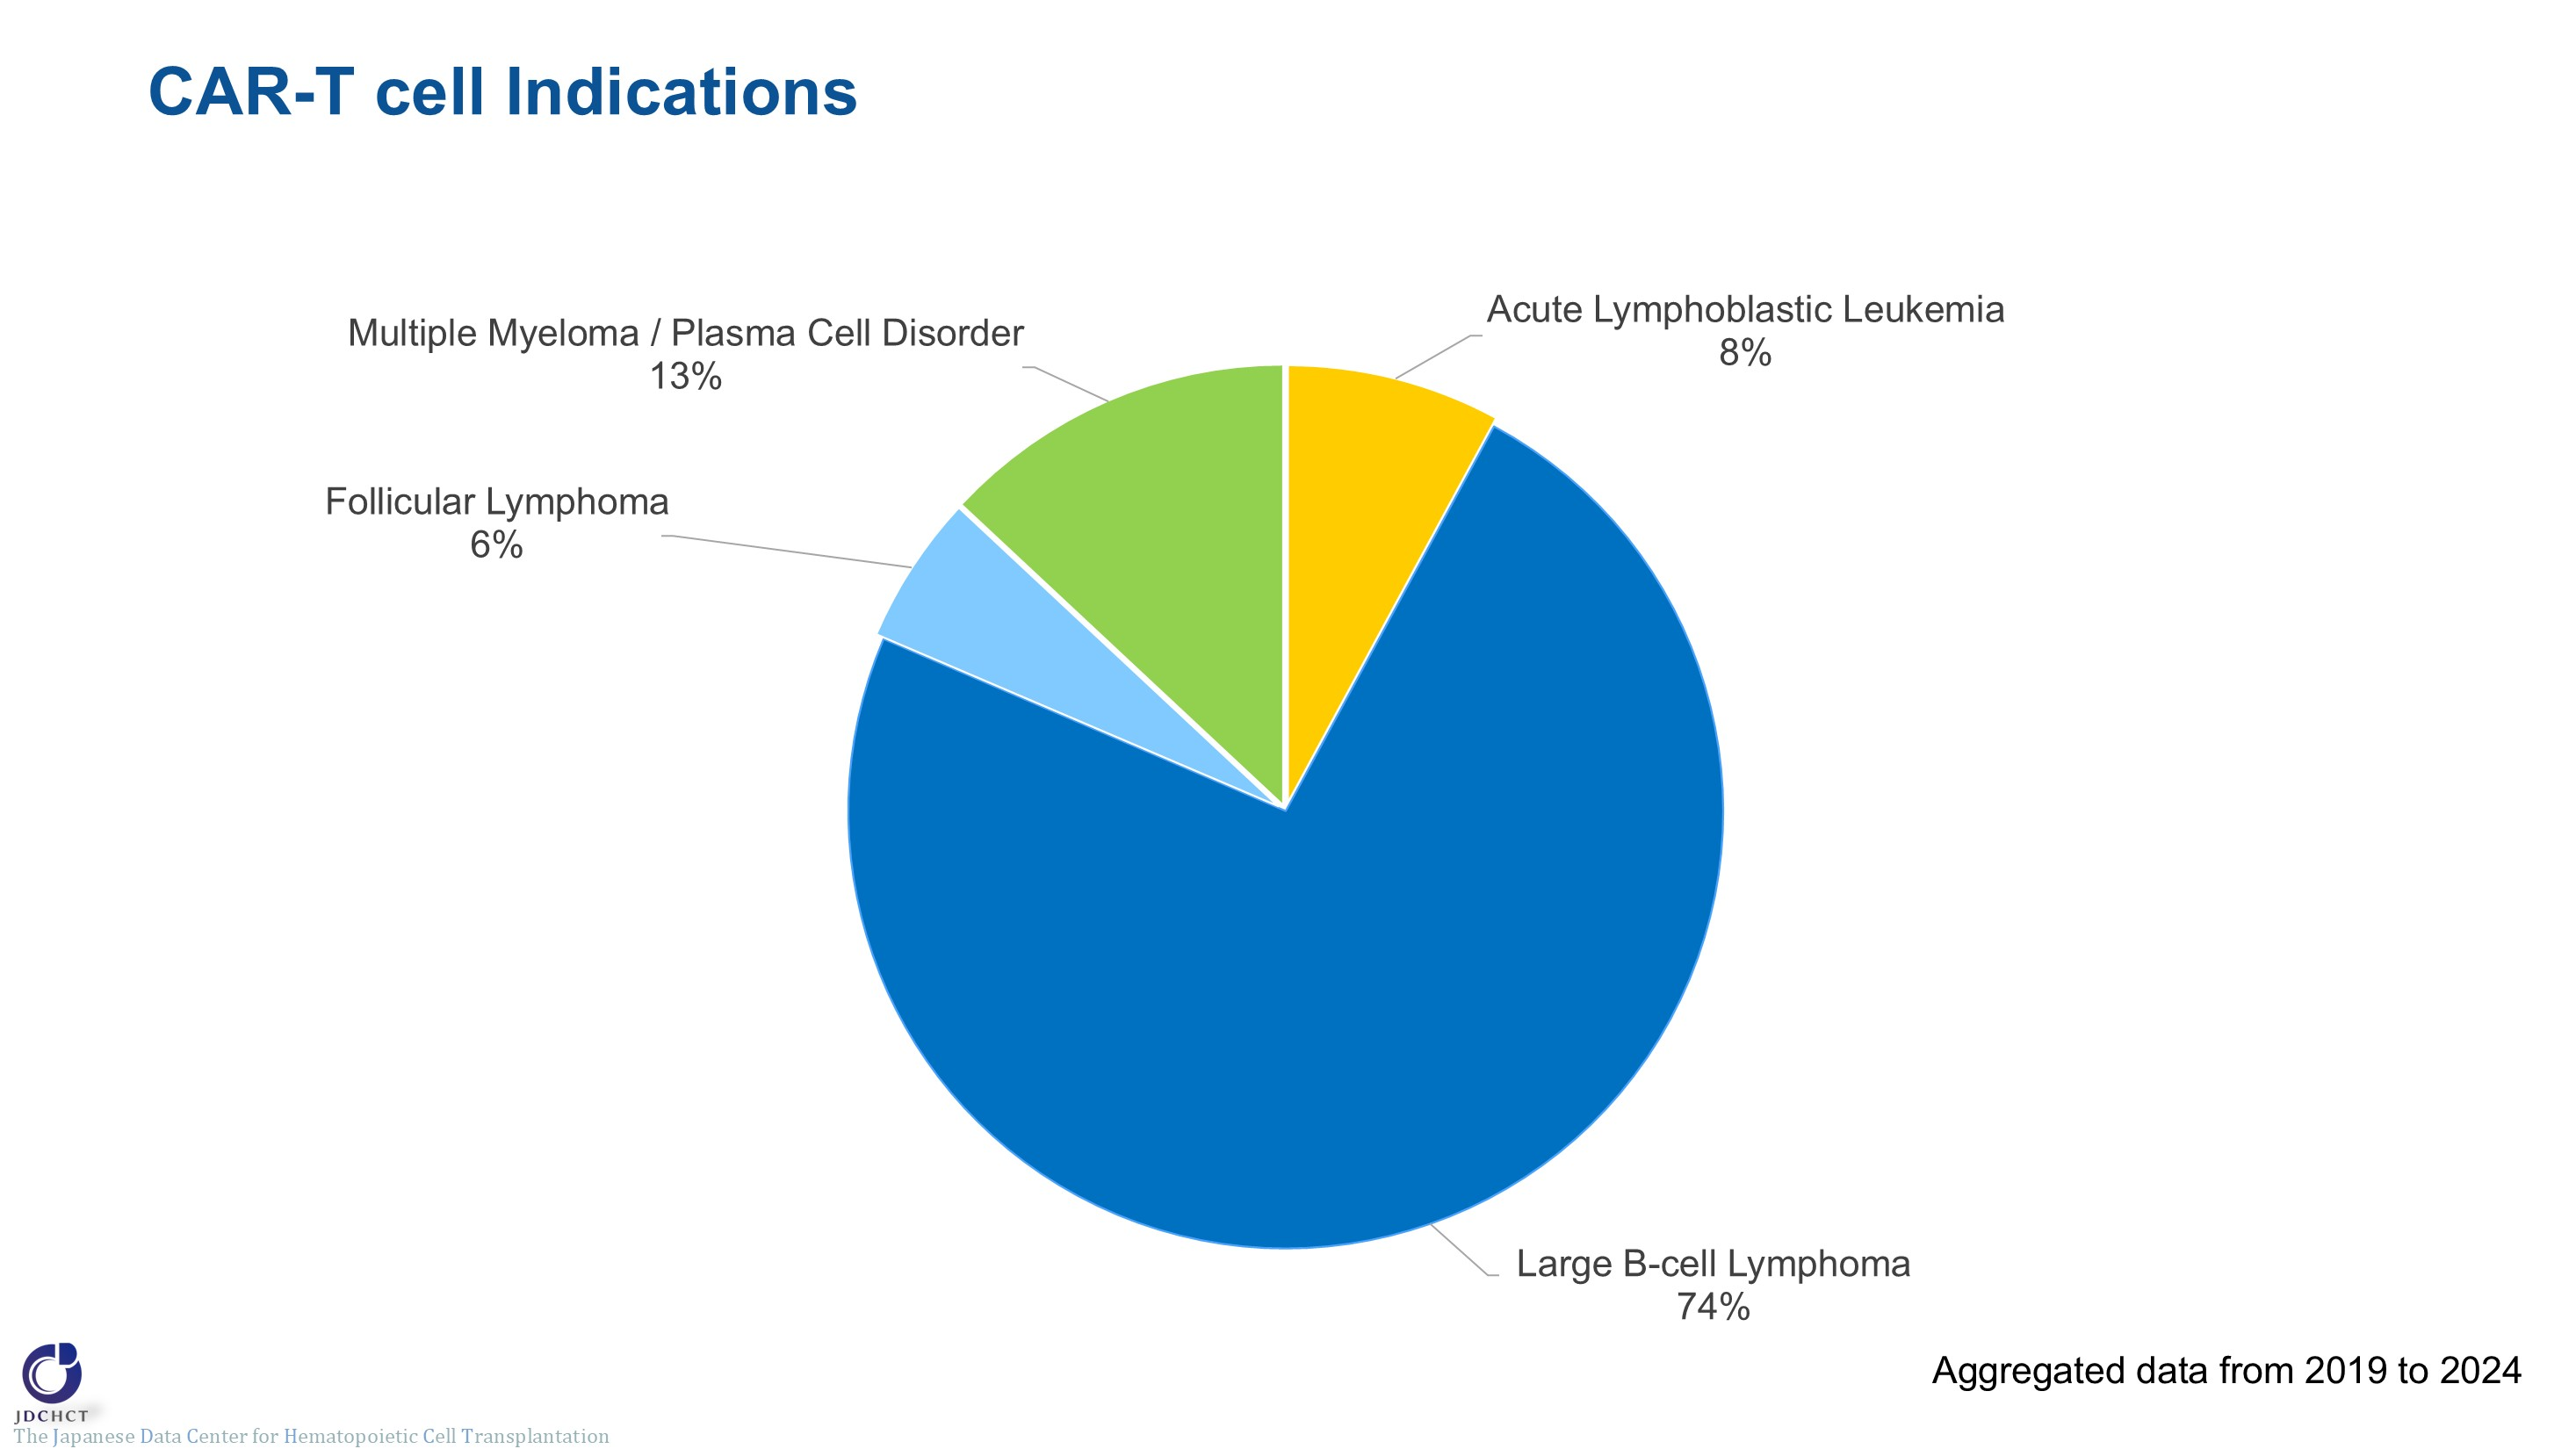 CAR-T cell Indications
Acute Lymphoblastic Leukemia
8%
Multiple Myeloma / Plasma Cell Disorder
13%
Follicular Lymphoma
6%
Large B-cell Lymphoma
74%
Aggregated data from 2019 to 2024
JDCHCT
The Japanese Data Center for Hematopoietic Cell Transplantation